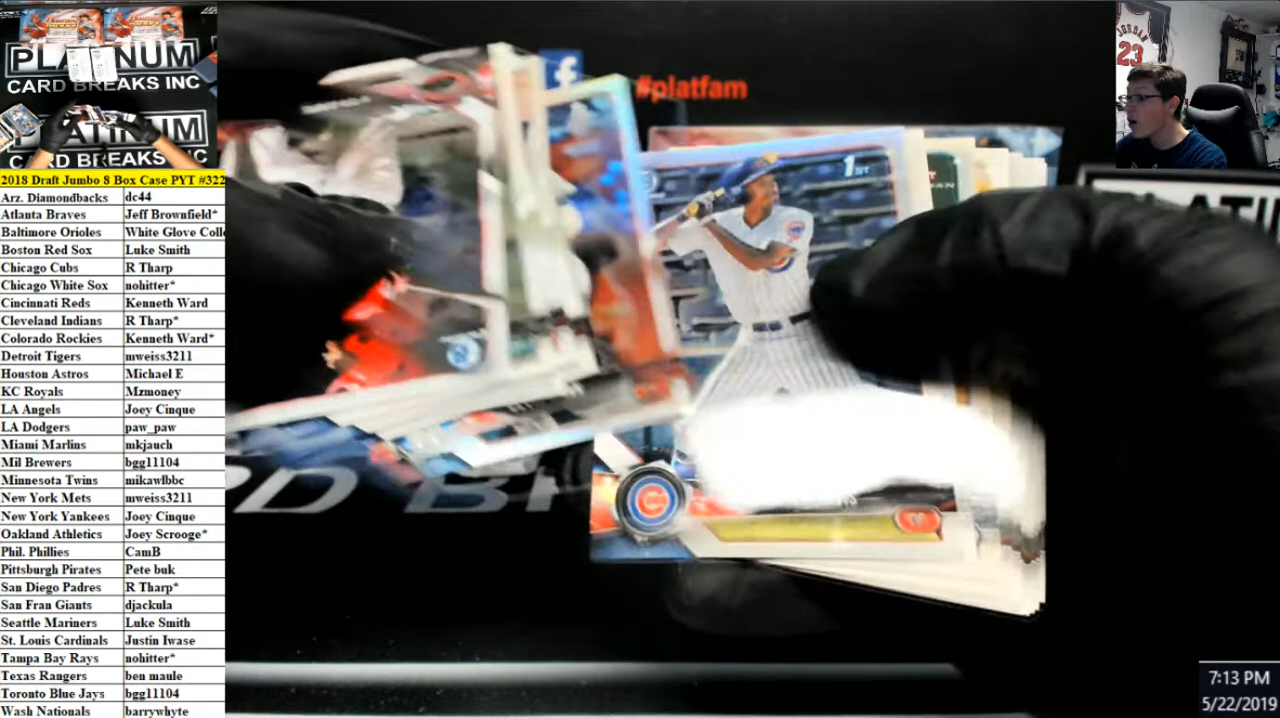 PLATINUM
CARD BREAKS INC
PLATINUM
CARD BREAKS INC
2018 Draft Jumbo 8 Box Case PYT #322
Arz. Diamondbacks dc44
Atlanta Braves Jeff Brownfield*
Baltimore Orioles White Glove Coll
Boston Red Sox Luke Smith
Chicago Cubs R Tharp
Chicago White Sox nohitter*
Cincinnati Reds Kenneth Ward
Cleveland Indians R Tharp*
Colorado Rockies Kenneth Ward*
Detroit Tigers mweiss3211
Houston Astros Michael E
KC Royals Mzmoney
LA Angels Joey Cinque
LA Dodgers paw_paw
Miami Marlins mkjauch
Mil Brewers bgg11104
Minnesota Twins mikawlbbc
New York Mets mweiss3211
New York Yankees Joey Cinque
Oakland Athletics Joey Scrooge*
Phil. Phillies CamB
Pittsburgh Pirates Pete buk
San Diego Padres R Tharp*
San Fran Giants djackula
Seattle Mariners Luke Smith
St. Louis Cardinals Justin Iwase
Tampa Bay Rays nohitter*
Texas Rangers ben maule
Toronto Blue Jays bgg11104
Wash Nationals barrywhyte
f
#platfam
1ST
JORDAN
23
PLATI
RD BR
7:13 PM
5/22/2019